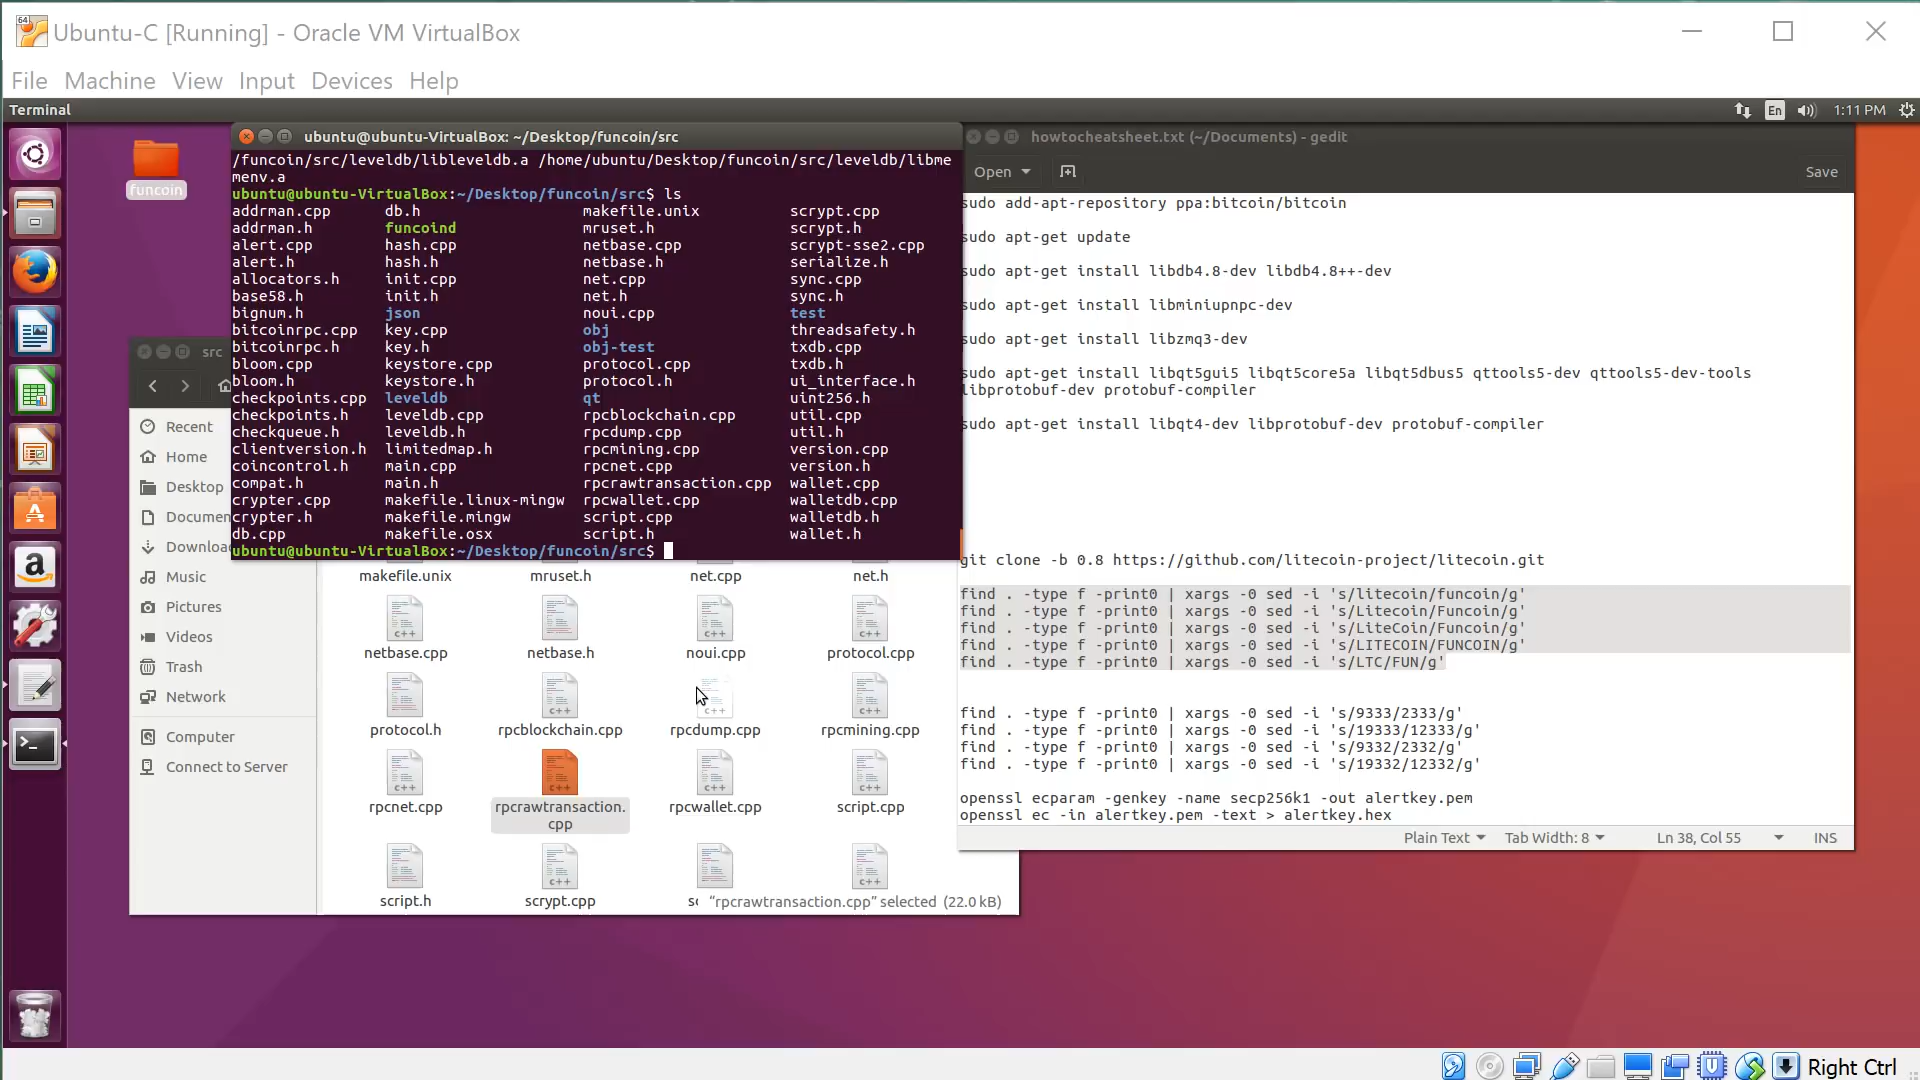 Ubuntu-C [Running] - Oracle VM VirtualBox
File Machine View Input Devices Help
Terminal
En
1:11 PM
funcoin
ubuntu@ubuntu-VirtualBox: ~/Desktop/funcoin/src
/funcoin/src/leveldb/libleveldb.a /home/ubuntu/Desktop/funcoin/src/leveldb/libme
menv.a
ubuntu@ubuntu-VirtualBox:~/Desktop/funcoin/src$ ls
addrman.cpp db.h makefile.unix scrypt.cpp
addrman.h funcoind mruset.h scrypt.h
alert.cpp hash.cpp netbase.cpp scrypt-sse2.cpp
alert.h hash.h netbase.h serialize.h
allocators.h init.cpp net.cpp sync.cpp
base58.h init.h net.h sync.h
bignum.h json noui.cpp test
bitcoinrpc.cpp key.cpp obj threadsafety.h
bitcoinrpc.h key.h obj-test txdb.cpp
bloom.cpp keystore.cpp protocol.cpp txdb.h
bloom.h keystore.h protocol.h ui_interface.h
checkpoints.cpp leveldb qt uint256.h
checkpoints.h leveldb.cpp rpcblockchain.cpp util.cpp
checkqueue.h leveldb.h rpcdump.cpp util.h
clientversion.h limitedmap.h rpcmining.cpp version.cpp
coincontrol.h main.cpp rpcnet.cpp version.h
compat.h main.h rpcrawtransaction.cpp wallet.cpp
crypter.cpp makefile.linux-mingw rpcwallet.cpp walletdb.cpp
crypter.h makefile.mingw script.cpp walletdb.h
db.cpp makefile.osx script.h wallet.h
ubuntu@ubuntu-VirtualBox:~/Desktop/funcoin/src$
src
Recent
Home
Desktop
Documen
Downloa
Music
Pictures
Videos
Trash
Network
Computer
Connect to Server
makefile.unix mruset.h net.cpp net.h
netbase.cpp netbase.h noui.cpp protocol.cpp
protocol.h rpcblockchain.cpp rpcdump.cpp rpcmining.cpp
rpcnet.cpp rpcrawtransaction. rpcwallet.cpp script.cpp
cpp
script.h scrypt.cpp sc
"rpcrawtransaction.cpp" selected (22.0 kB)
howtocheatsheet.txt (~/Documents) - gedit
Open Save
sudo add-apt-repository ppa:bitcoin/bitcoin
sudo apt-get update
sudo apt-get install libdb4.8-dev libdb4.8++-dev
sudo apt-get install libminiupnpc-dev
sudo apt-get install libzmq3-dev
sudo apt-get install libqt5gui5 libqt5core5a libqt5dbus5 qttools5-dev qttools5-dev-tools
libprotobuf-dev protobuf-compiler
sudo apt-get install libqt4-dev libprotobuf-dev protobuf-compiler
git clone -b 0.8 https://github.com/litecoin-project/litecoin.git
find . -type f -print0 | xargs -0 sed -i 's/litecoin/funcoin/g'
find . -type f -print0 | xargs -0 sed -i 's/Litecoin/Funcoin/g'
find . -type f -print0 | xargs -0 sed -i 's/LiteCoin/Funcoin/g'
find . -type f -print0 | xargs -0 sed -i 's/LITECOIN/FUNCOIN/g'
find . -type f -print0 | xargs -0 sed -i 's/LTC/FUN/g'
find . -type f -print0 | xargs -0 sed -i 's/9333/2333/g'
find . -type f -print0 | xargs -0 sed -i 's/19333/12333/g'
find . -type f -print0 | xargs -0 sed -i 's/9332/2332/g'
find . -type f -print0 | xargs -0 sed -i 's/19332/12332/g'
openssl ecparam -genkey -name secp256k1 -out alertkey.pem
openssl ec -in alertkey.pem -text > alertkey.hex
Plain Text Tab Width: 8 Ln 38, Col 55 INS
Right Ctrl